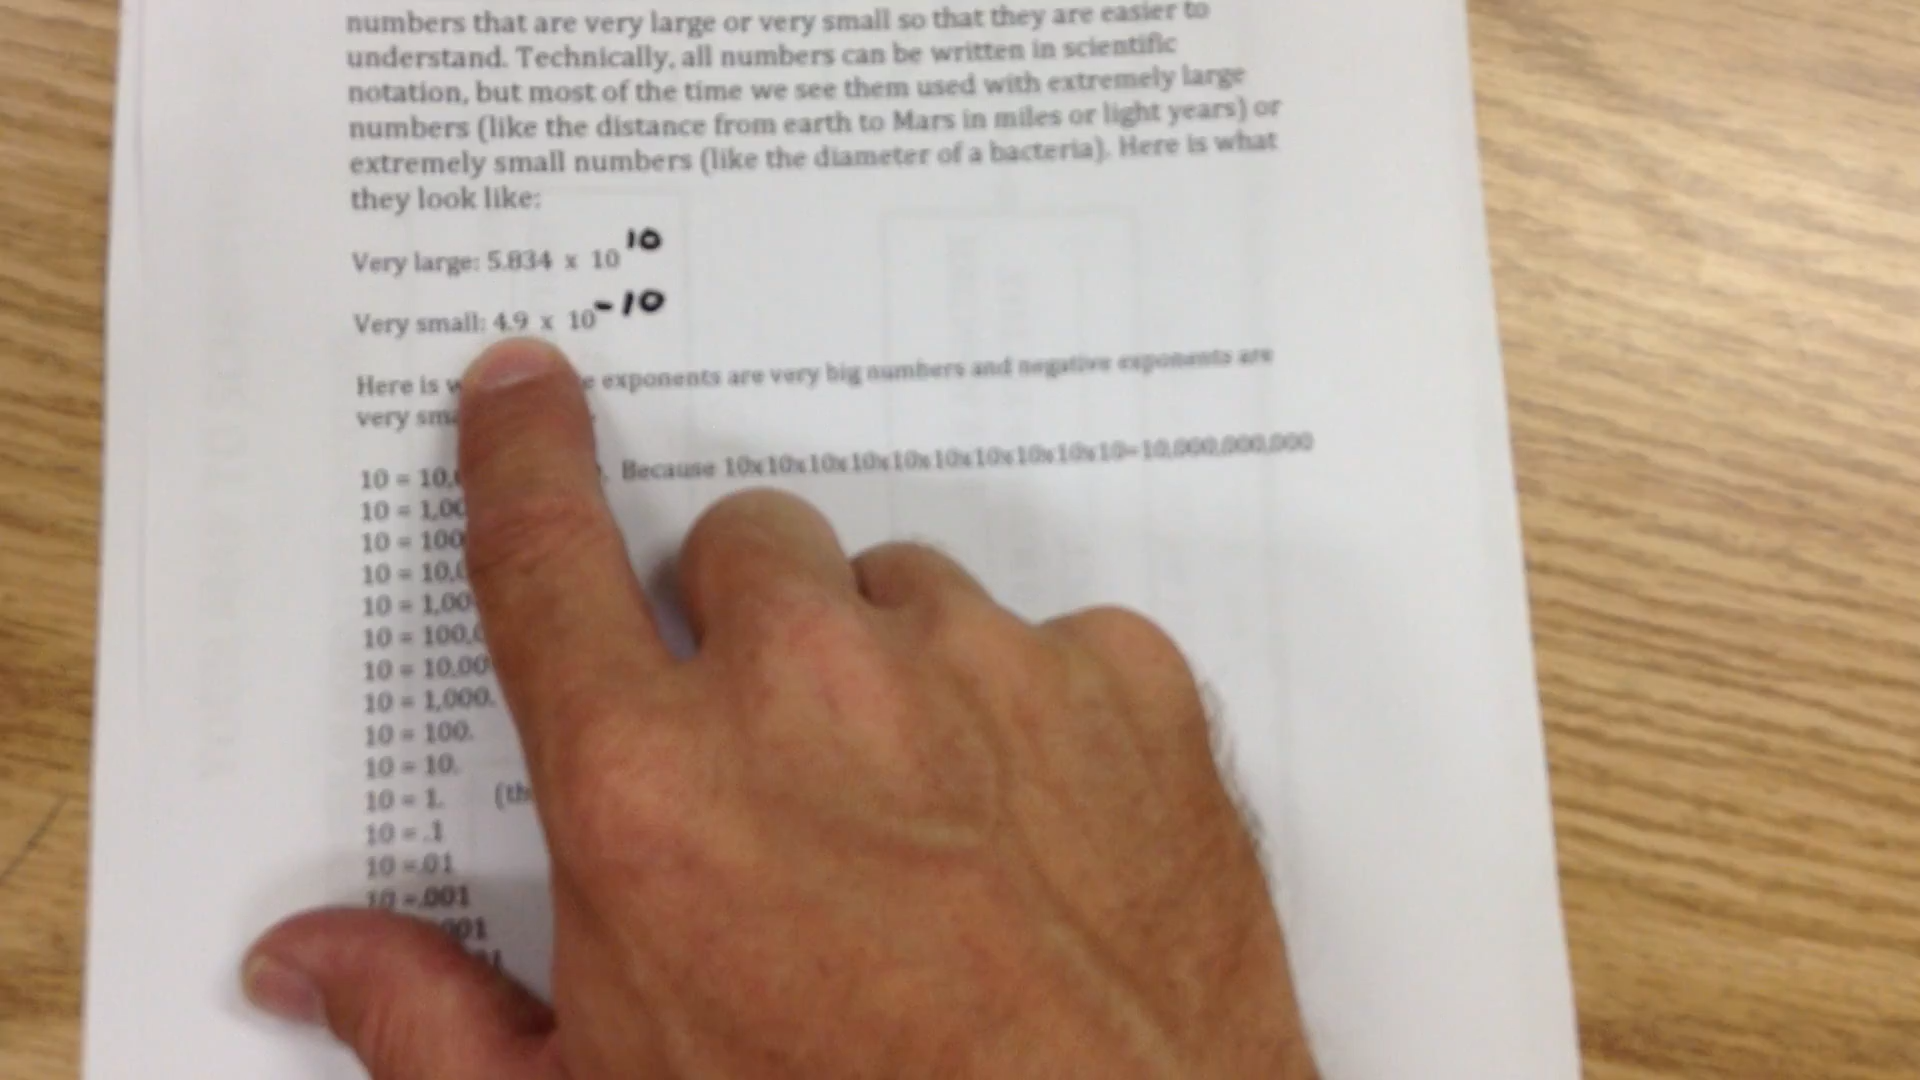 numbers that are very large or very small so that they are easier to
understand. Technically, all numbers can be written in scientific
notation, but most of the time we see them used with extremely large
numbers (like the distance from earth to Mars in miles or light years) or
extremely small numbers (like the diameter of a bacteria). Here is what
they look like:
Very large: 5.834 x 10 10
Very small: 4.9 x 10 -10
Here is exponents are very big numbers and negative exponents are
very
10 = 10, Because 10x10x10x10x10x10x10x10x10x10=10,000,000,000
10 = 1,00
10 = 100
10 = 10,0
10 = 1,00
10 = 100,0
10 = 10,00
10 = 1,000.
10 = 100.
10 = 10.
10 = 1.
10 = .1
10 = .01
10 = .001
001